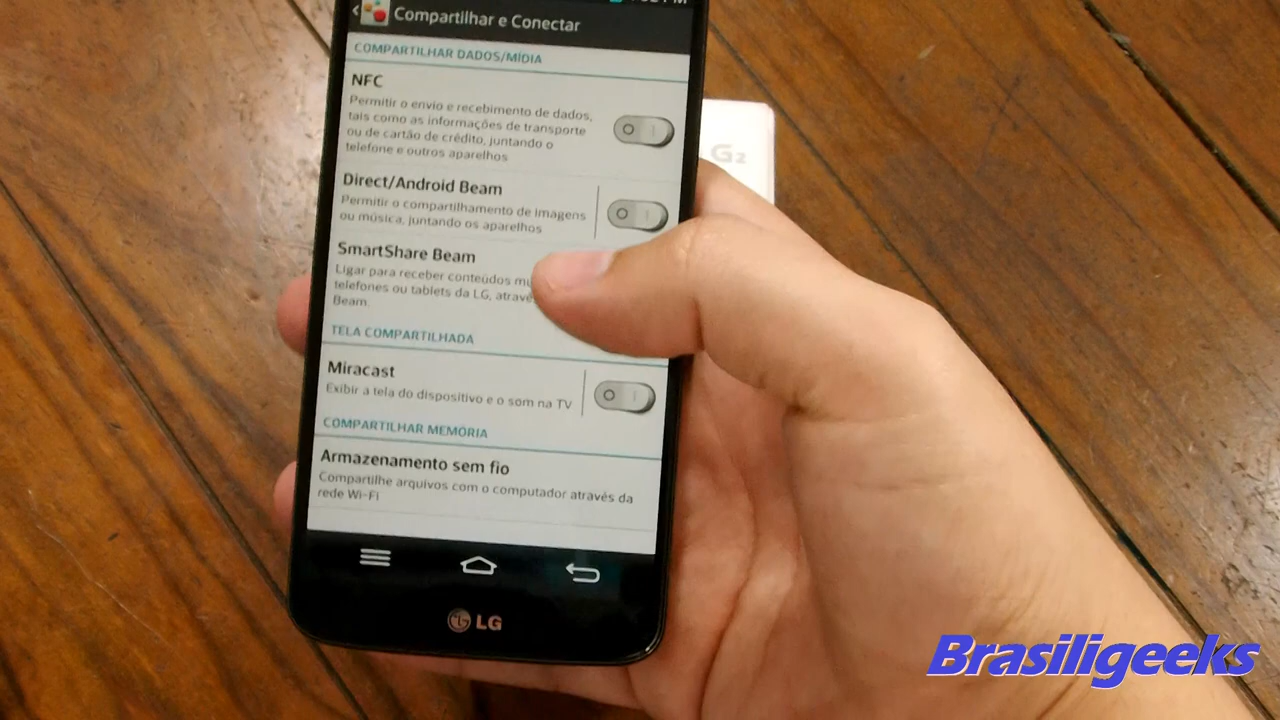 Compartilhar e Conectar
COMPARTILHAR DADOS/MÍDIA
NFC
Permitir o envio e recebimento de dados,
tais como as informações de transporte
ou de cartão de crédito, juntando o
telefone e outros aparelhos
Direct/Android Beam
Permitir o compartilhamento de imagens
ou música, juntando os aparelhos
SmartShare Beam
Ligar para receber conteúdos
telefones ou tablets da LG,
Beam
TELA COMPARTILHADA
Miracast
Exibir a tela do dispositivo e o som na TV
COMPARTILHAR MEMÓRIA
Armazenamento sem fio
Compartilhe arquivos com o computador através da
rede Wi-Fi
LG
G2
Brasiligeeks